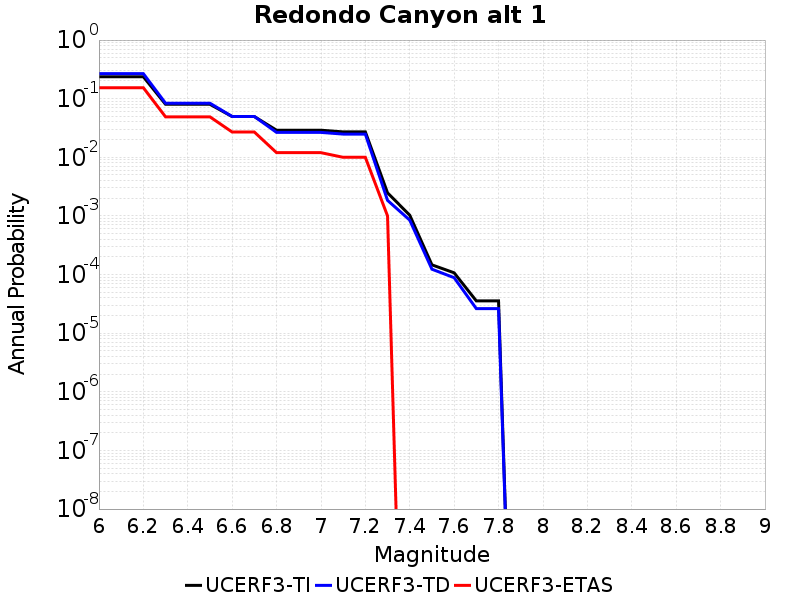 Redondo Canyon alt 1
10^0
10^-1
10^-2
10^-3
10^-4
10^-5
10^-6
10^-7
10^-8
Annual Probability
6 6.2 6.4 6.6 6.8 7 7.2 7.4 7.6 7.8 8 8.2 8.4 8.6 8.8 9
Magnitude
UCERF3-TI UCERF3-TD UCERF3-ETAS